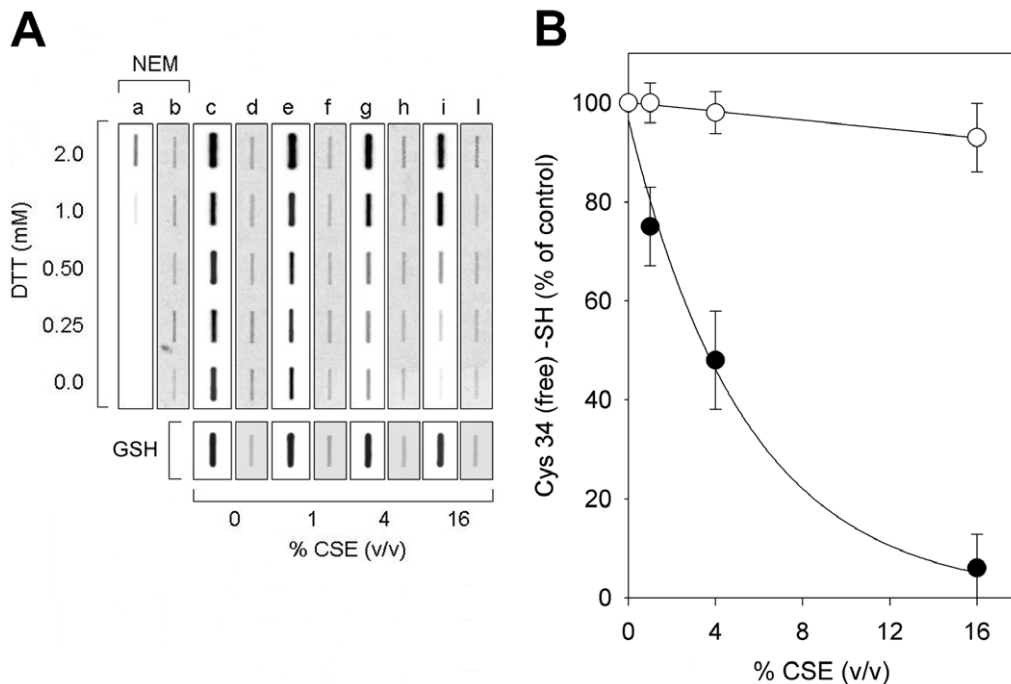 A
NEM
a b c d e f g h i l
DTT (mM)
2.0
1.0
0.50
0.25
0.0
GSH
0 1 4 16
% CSE (v/v)
B
Cys 34 (free) -SH (% of control)
100
80
60
40
20
0
0 4 8 12 16
% CSE (v/v)